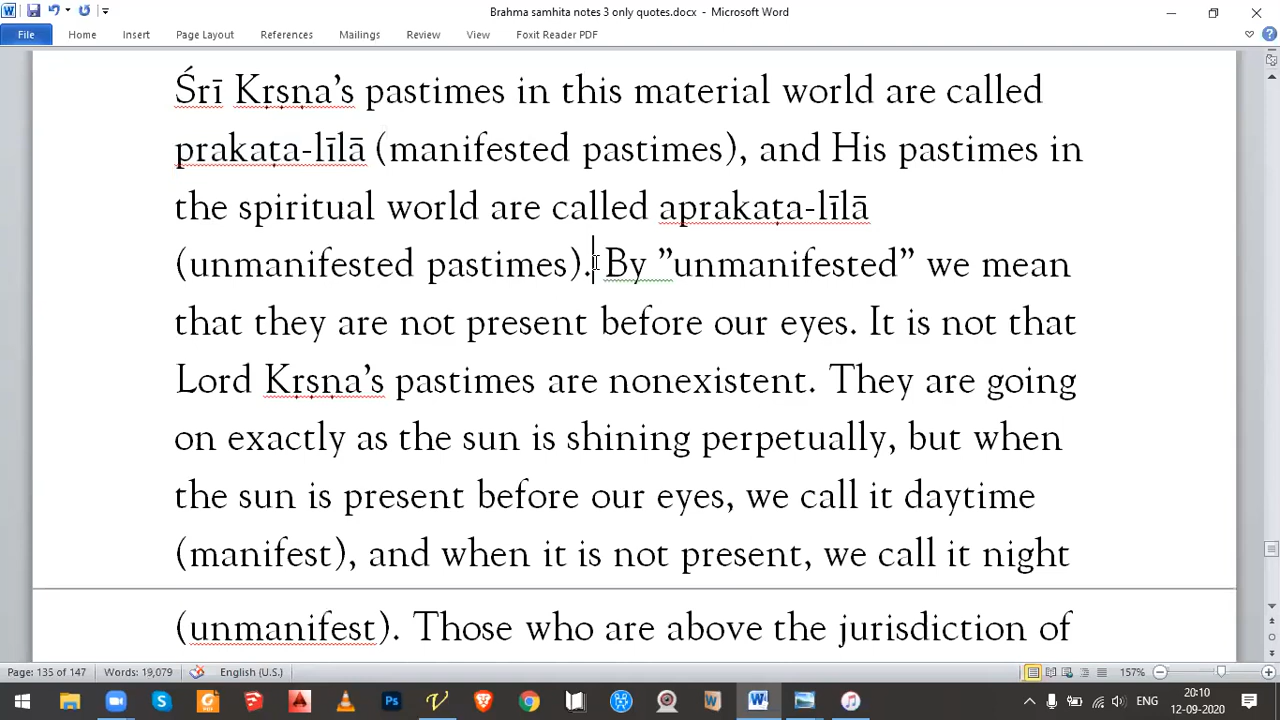 Brahma samhita notes 3 only quotes.docx - Microsoft Word
File Home Insert Page Layout References Mailings Review View Foxit Reader PDF
Śrī Kṛṣṇa’s pastimes in this material world are called
prakaṭa-līlā (manifested pastimes), and His pastimes in
the spiritual world are called aprakaṭa-līlā
(unmanifested pastimes). By ”unmanifested” we mean
that they are not present before our eyes. It is not that
Lord Kṛṣṇa’s pastimes are nonexistent. They are going
on exactly as the sun is shining perpetually, but when
the sun is present before our eyes, we call it daytime
(manifest), and when it is not present, we call it night
(unmanifest). Those who are above the jurisdiction of
Page: 135 of 147 Words: 19,079 English (U.S.) 157%
ENG 20:10
12-09-2020